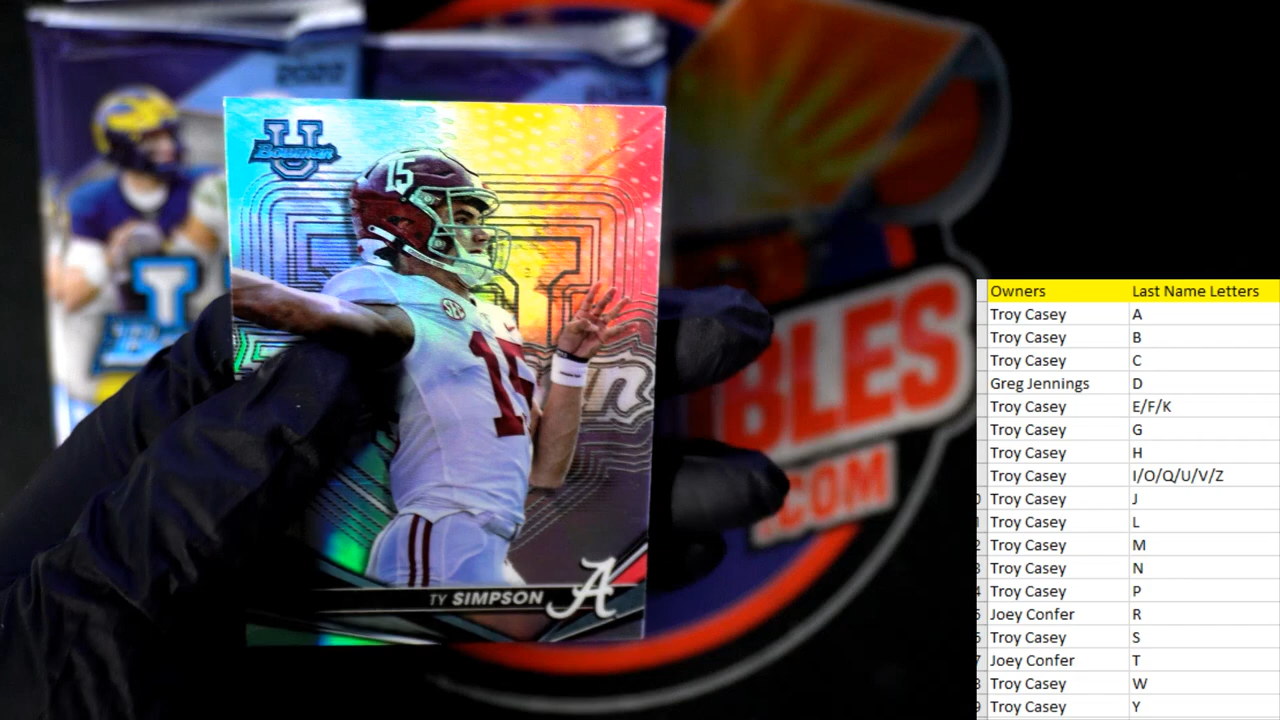 2022
U
Bowman
15
SEC
15
TY SIMPSON
A
IBLES
.COM
Owners Last Name Letters
Troy Casey A
Troy Casey B
Troy Casey C
Greg Jennings D
Troy Casey E/F/K
Troy Casey G
Troy Casey H
Troy Casey I/O/Q/U/V/Z
Troy Casey J
Troy Casey L
Troy Casey M
Troy Casey N
Troy Casey P
Joey Confer R
Troy Casey S
Joey Confer T
Troy Casey W
Troy Casey Y